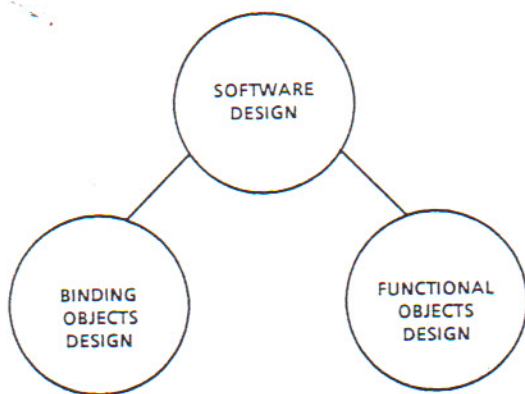 SOFTWARE
DESIGN
BINDING
OBJECTS
DESIGN
FUNCTIONAL
OBJECTS
DESIGN